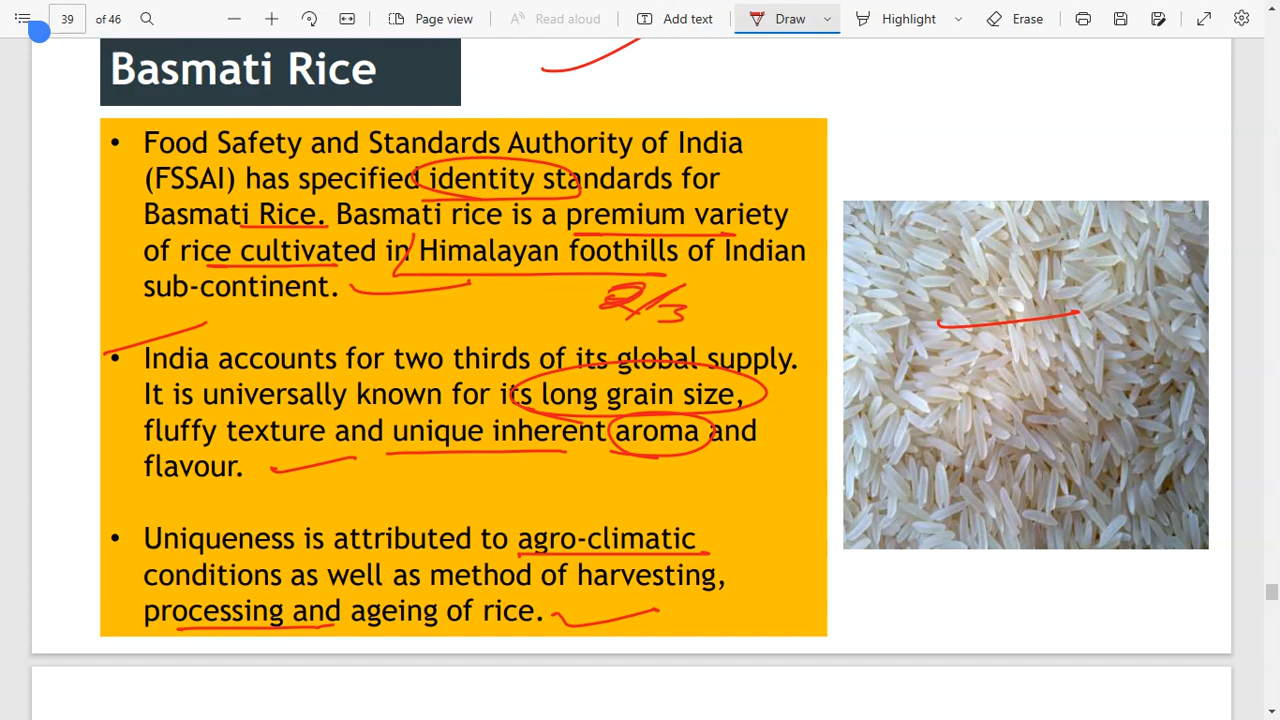 39 of 46 Page view Read aloud Add text Draw Highlight Erase
Basmati Rice
• Food Safety and Standards Authority of India
(FSSAI) has specified identity standards for
Basmati Rice. Basmati rice is a premium variety
of rice cultivated in Himalayan foothills of Indian
sub-continent.
2/3
• India accounts for two thirds of its global supply.
It is universally known for its long grain size,
fluffy texture and unique inherent aroma and
flavour.
• Uniqueness is attributed to agro-climatic
conditions as well as method of harvesting,
processing and ageing of rice.